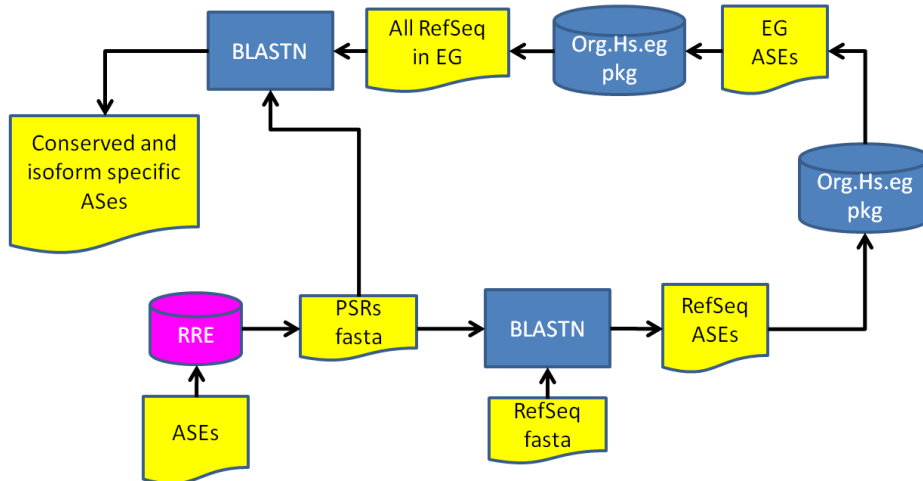 BLASTN
All RefSeq
in EG
Org.Hs.eg
pkg
EG
ASEs
Conserved and
isoform specific
ASes
Org.Hs.eg
pkg
RRE
PSRs
fasta
BLASTN
RefSeq
ASEs
ASEs
RefSeq
fasta